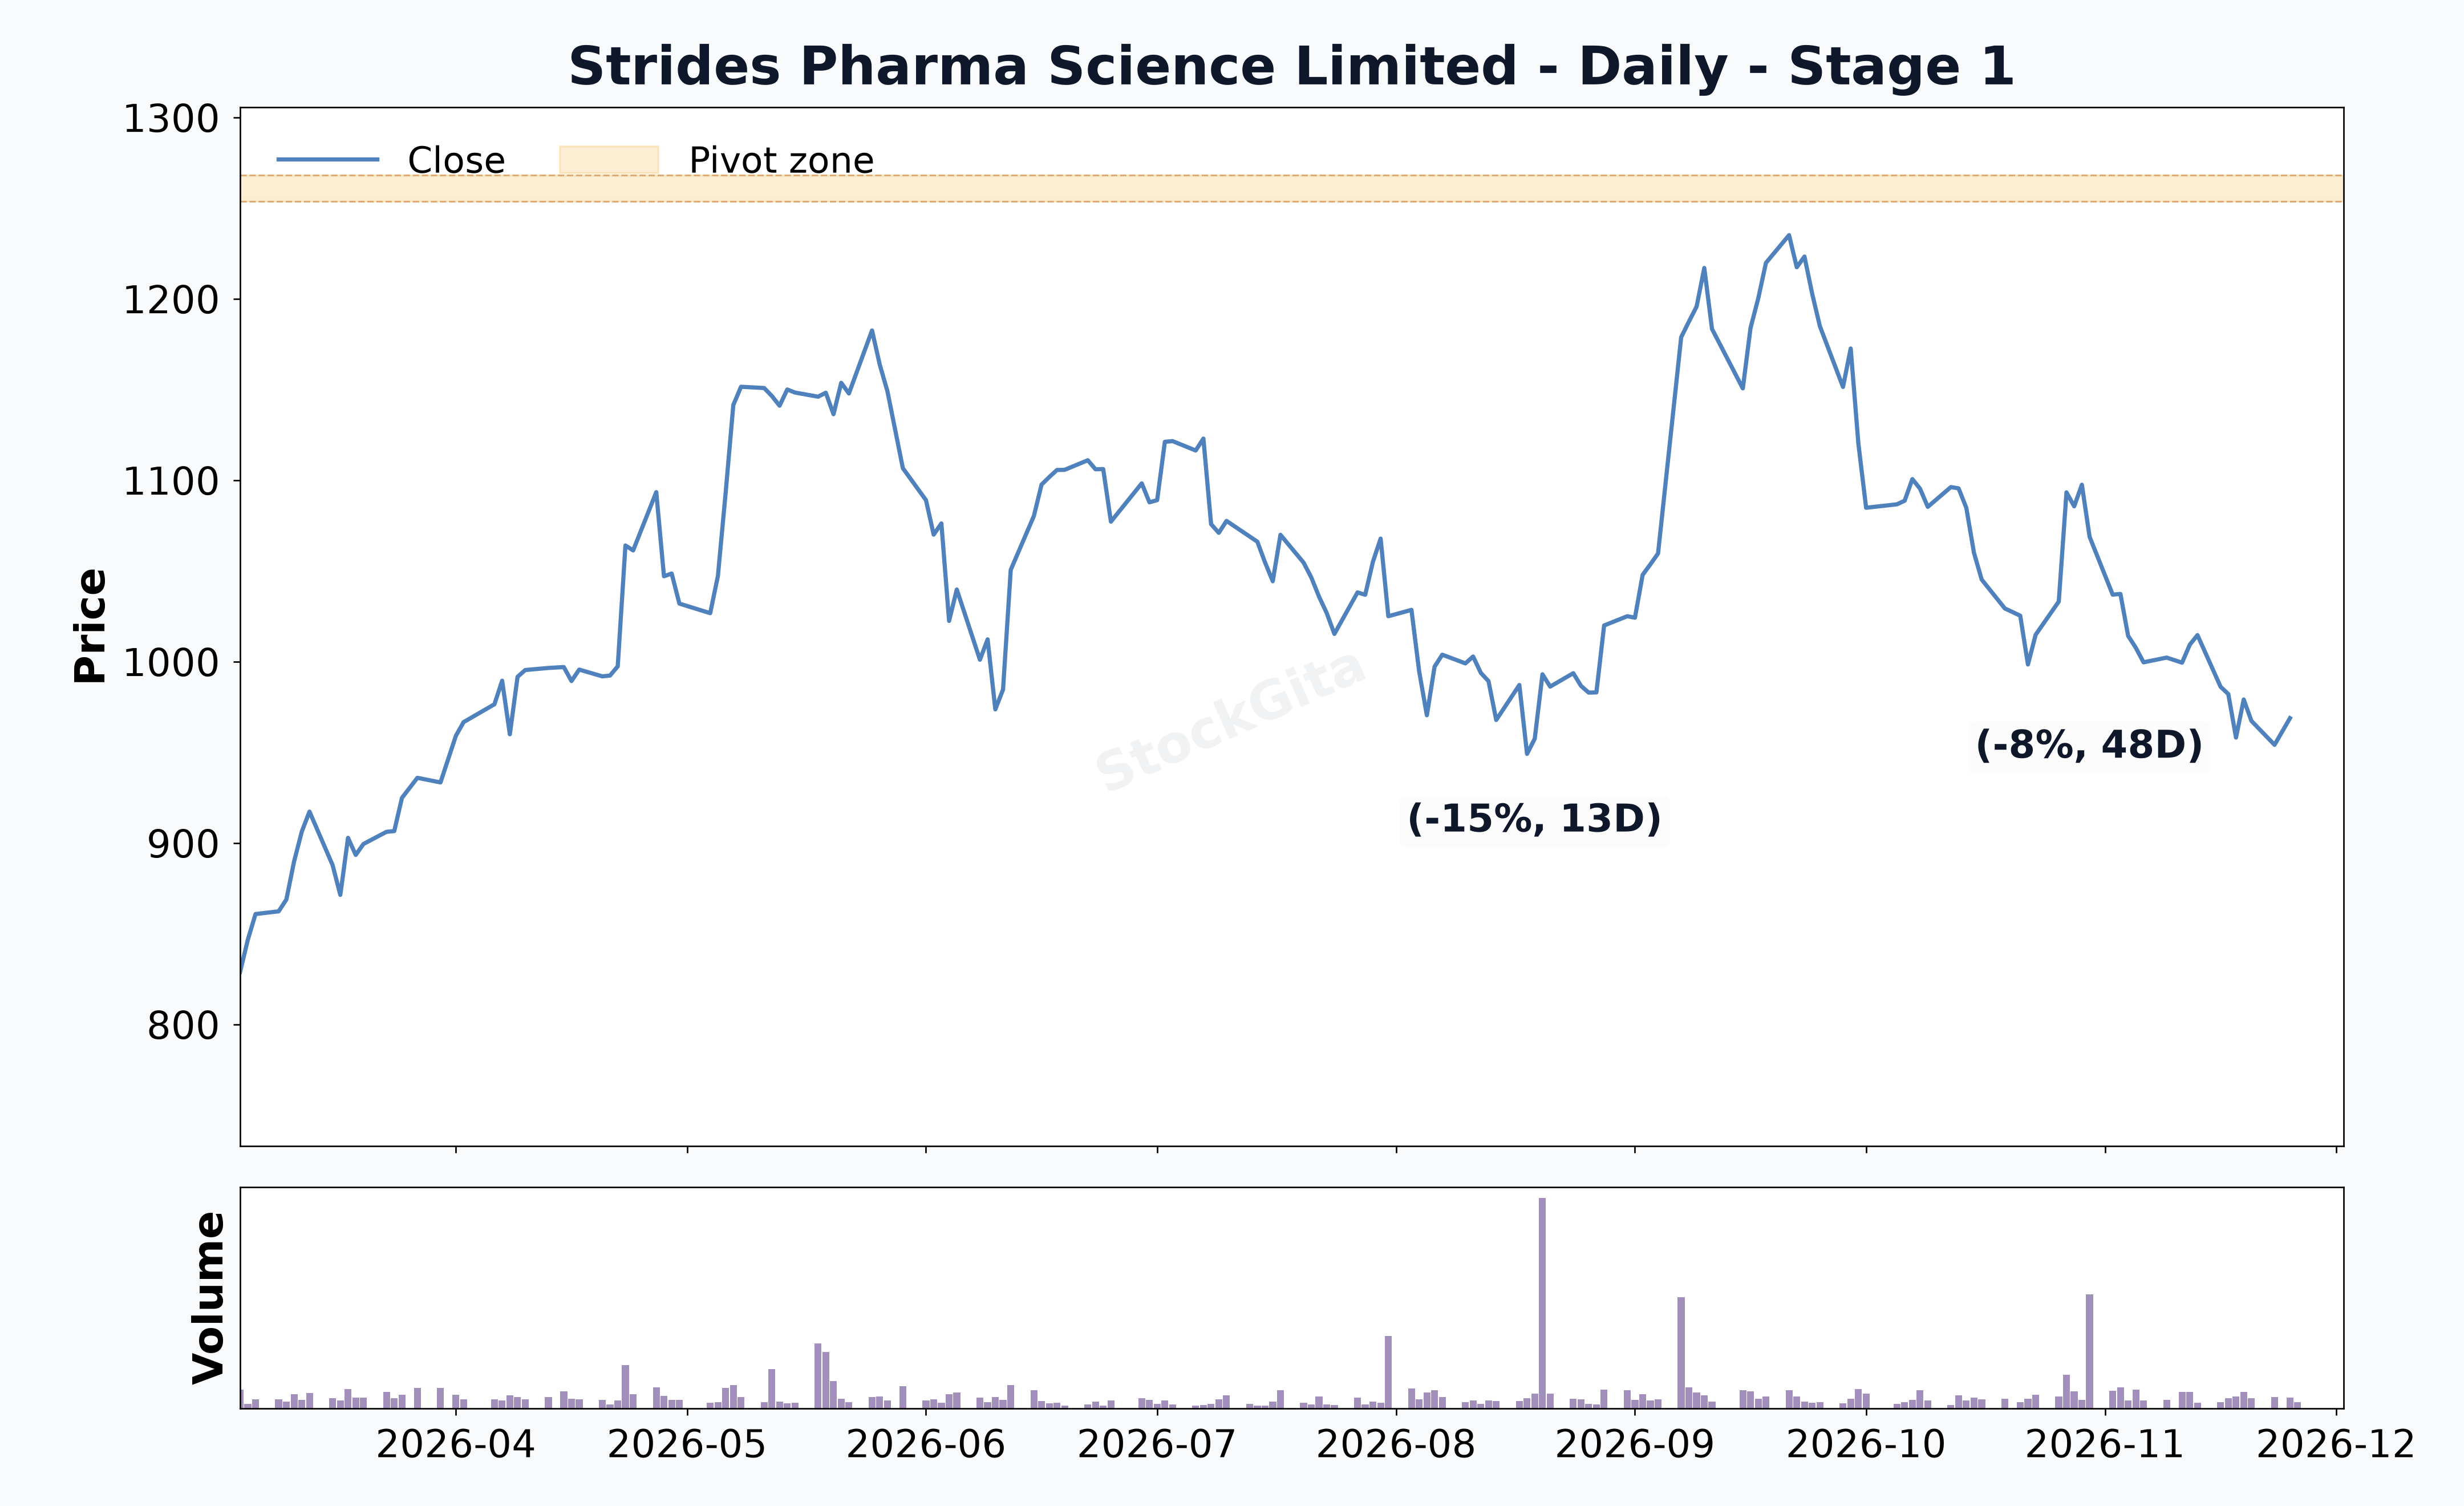 Strides Pharma Science Limited - Daily - Stage 1
1300
1200
1100
1000
900
800
Price
Close
Pivot zone
StockGita
(-15%, 13D)
(-8%, 48D)
Volume
2026-04
2026-05
2026-06
2026-07
2026-08
2026-09
2026-10
2026-11
2026-12